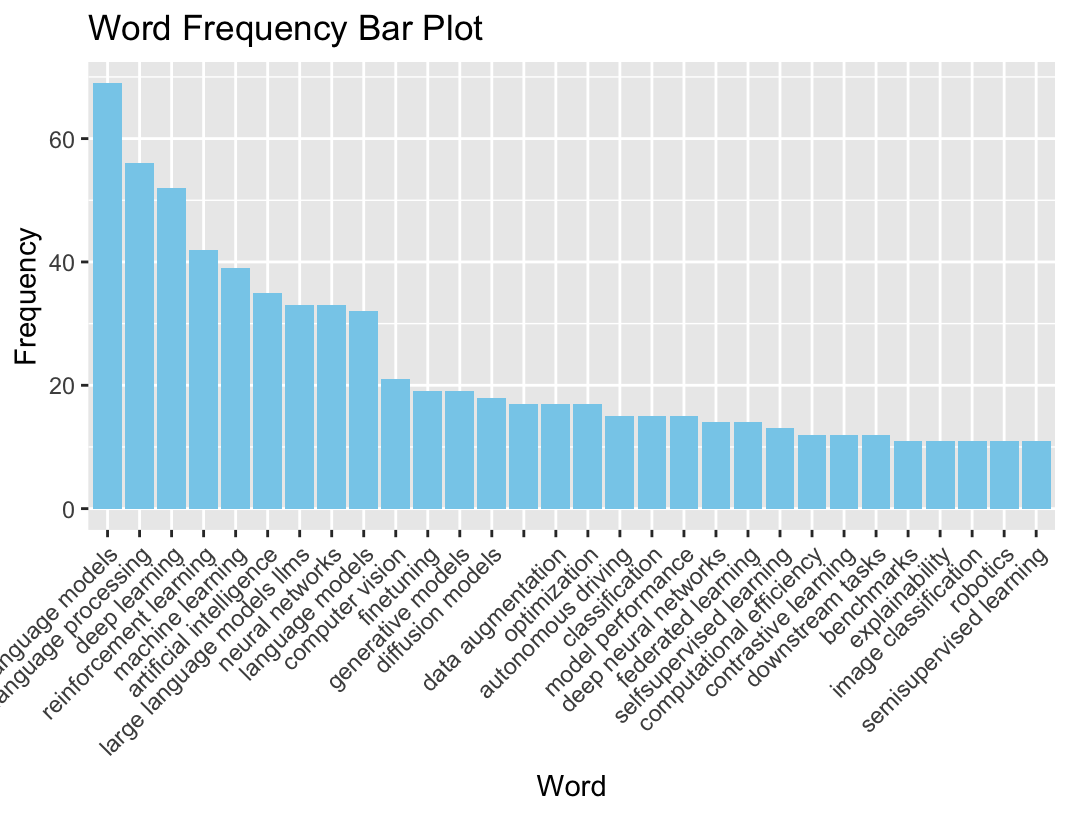 Word Frequency Bar Plot
Frequency
60
40
20
0
language models
language processing
deep learning
reinforcement learning
machine learning
artificial intelligence
large language models llms
neural networks
language models
computer vision
finetuning
generative models
diffusion models
data augmentation
optimization
autonomous driving
classification
model performance
deep neural networks
federated learning
selfsupervised learning
computational efficiency
contrastive learning
downstream tasks
benchmarks
explainability
image classification
robotics
semisupervised learning
Word